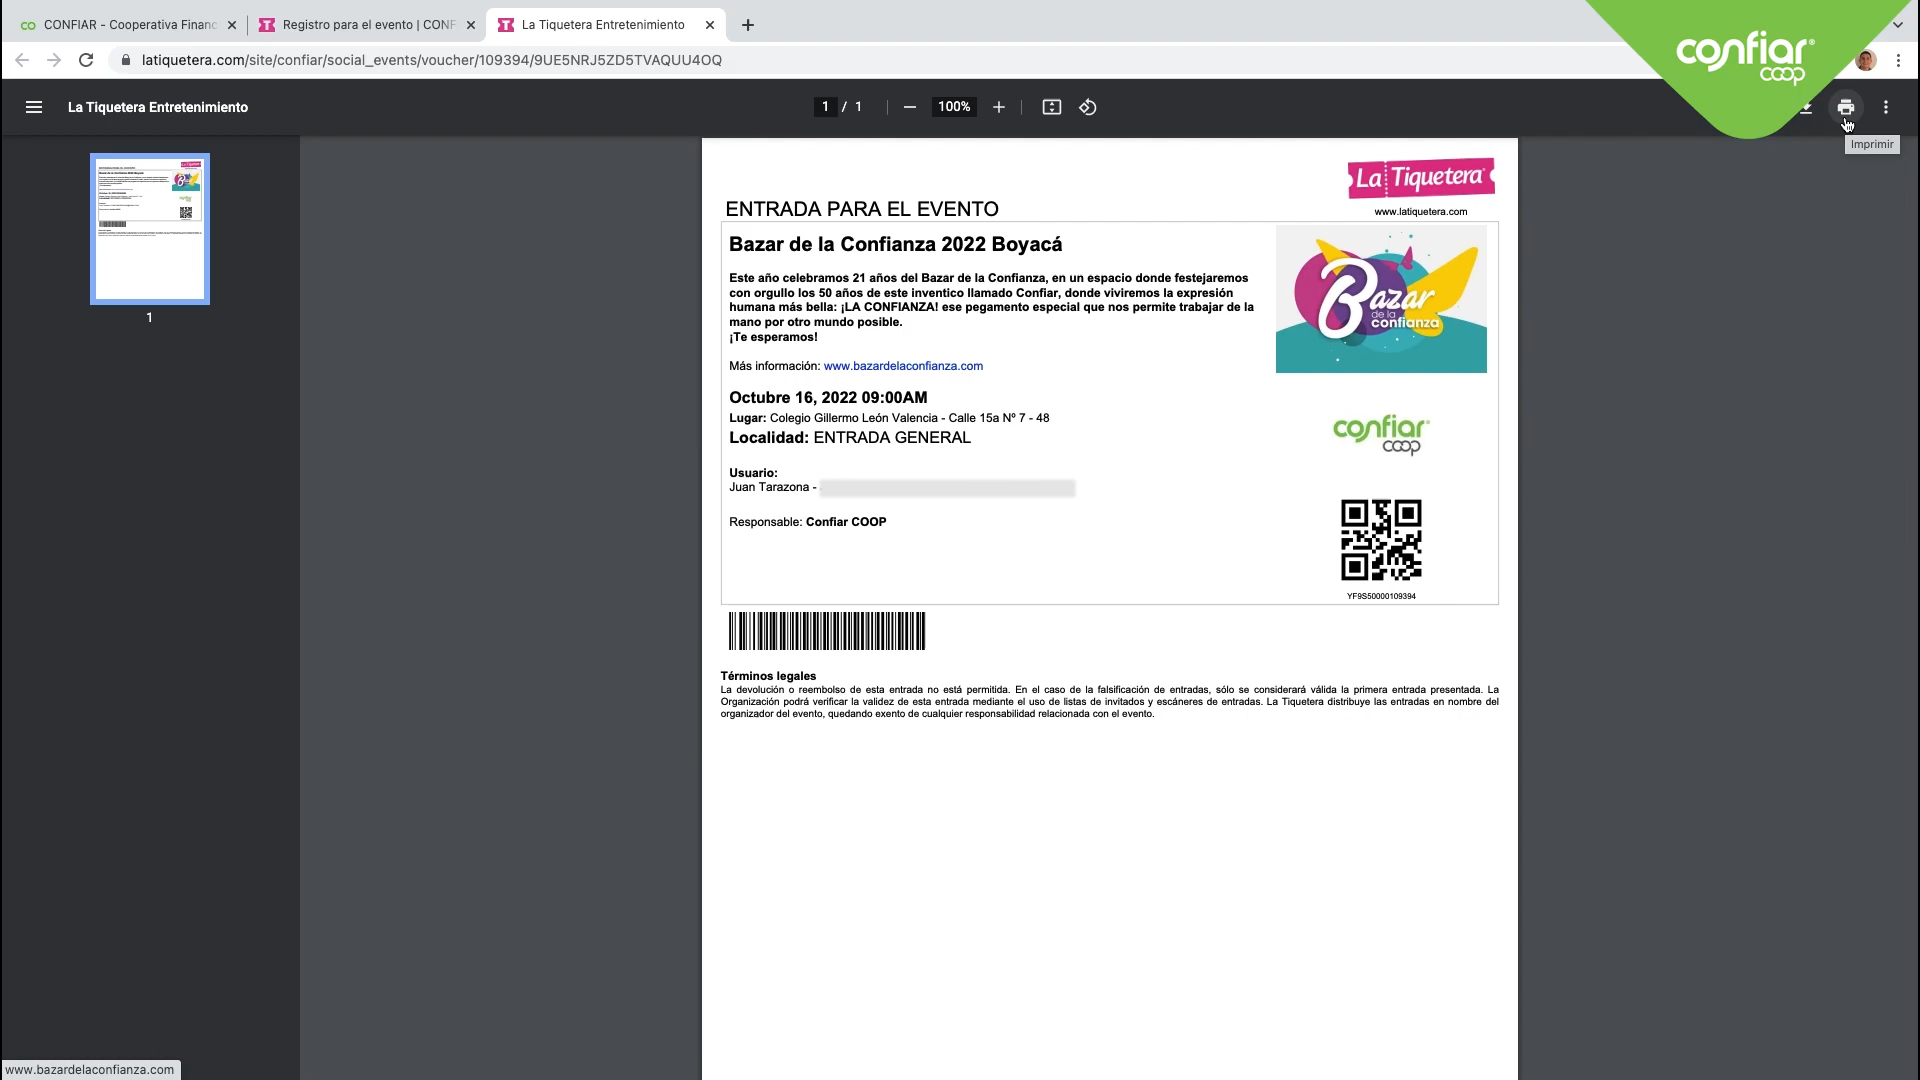 CONFIAR - Cooperativa Financ
Registro para el evento | CONF
La Tiquetera Entretenimiento
latiquetera.com/site/confiar/social_events/voucher/109394/9UE5NRJ5ZD5TVAQUU4OQ
confiar
coop
La Tiquetera Entretenimiento
1 / 1
100%
Imprimir
1
La Tiquetera
www.latiquetera.com
ENTRADA PARA EL EVENTO
Bazar de la Confianza 2022 Boyacá
Este año celebramos 21 años del Bazar de la Confianza, en un espacio donde festejaremos
con orgullo los 50 años de este inventico llamado Confiar, donde viviremos la expresión
humana más bella: ¡LA CONFIANZA! ese pegamento especial que nos permite trabajar de la
mano por otro mundo posible.
¡Te esperamos!
Bazar
de la
confianza
Más información: www.bazardelaconfianza.com
Octubre 16, 2022 09:00AM
Lugar: Colegio Gillermo León Valencia - Calle 15a Nº 7 - 48
Localidad: ENTRADA GENERAL
confiar
coop
Usuario:
Juan Tarazona -
Responsable: Confiar COOP
YF9S50000109394
Términos legales
La devolución o reembolso de esta entrada no está permitida. En el caso de la falsificación de entradas, sólo se considerará válida la primera entrada presentada. La
Organización podrá verificar la validez de esta entrada mediante el uso de listas de invitados y escáneres de entradas. La Tiquetera distribuye las entradas en nombre del
organizador del evento, quedando exento de cualquier responsabilidad relacionada con el evento.
www.bazardelaconfianza.com